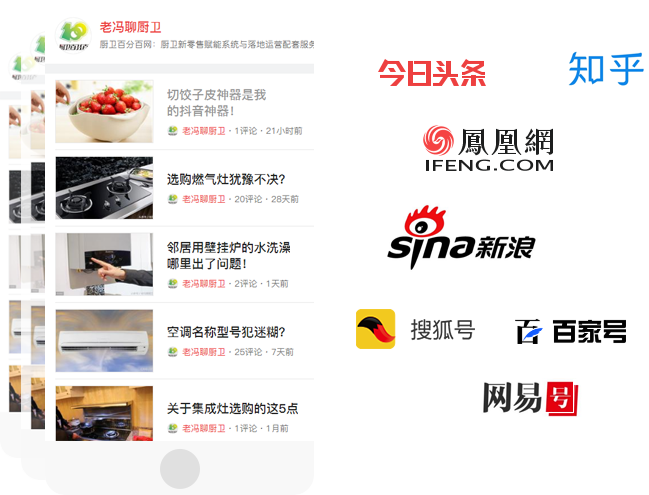 老冯聊厨卫
厨卫百分百网：厨卫新零售赋能系统与落地运营配套服务
切饺子皮神器是我
的抖音神器！
老冯聊厨卫・1评论・21小时前
选购燃气灶犹豫不决？
老冯聊厨卫・20评论・28天前
邻居用壁挂炉的水洗澡
哪里出了问题！
老冯聊厨卫・2评论・1天前
空调名称型号犯迷糊？
老冯聊厨卫・25评论・7天前
关于集成灶选购的这5点
老冯聊厨卫・1评论・1月前
今日头条
知乎
鳳凰網
IFENG.COM
sina新浪
搜狐号
百 百家号
网易号